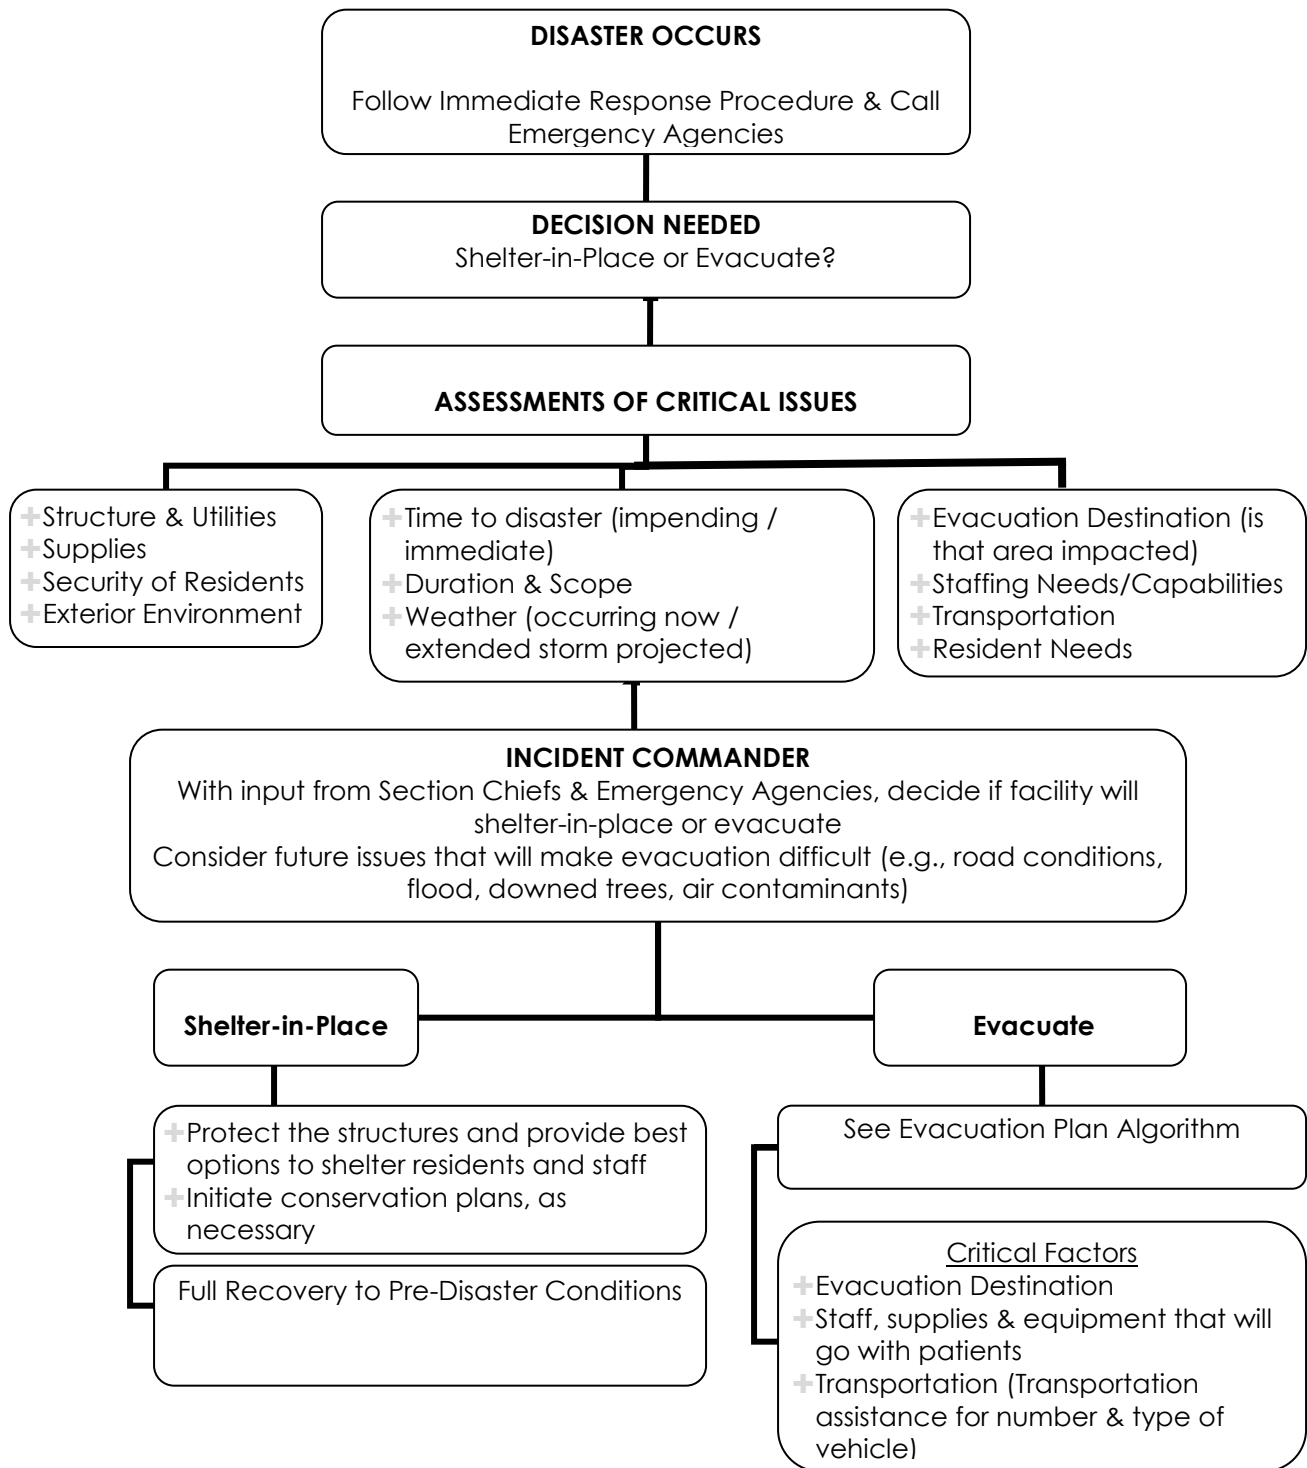 DISASTER OCCURS
Follow Immediate Response Procedure & Call
Emergency Agencies
DECISION NEEDED
Shelter-in-Place or Evacuate?
ASSESSMENTS OF CRITICAL ISSUES
Structure & Utilities
Supplies
Security of Residents
Exterior Environment
Time to disaster (impending /
immediate)
Duration & Scope
Weather (occurring now /
extended storm projected)
Evacuation Destination (is
that area impacted)
Staffing Needs/Capabilities
Transportation
Resident Needs
INCIDENT COMMANDER
With input from Section Chiefs & Emergency Agencies, decide if facility will
shelter-in-place or evacuate
Consider future issues that will make evacuation difficult (e.g., road conditions,
flood, downed trees, air contaminants)
Shelter-in-Place
Evacuate
Protect the structures and provide best
options to shelter residents and staff
Initiate conservation plans, as
necessary
Full Recovery to Pre-Disaster Conditions
See Evacuation Plan Algorithm
Critical Factors
Evacuation Destination
Staff, supplies & equipment that will
go with patients
Transportation (Transportation
assistance for number & type of
vehicle)